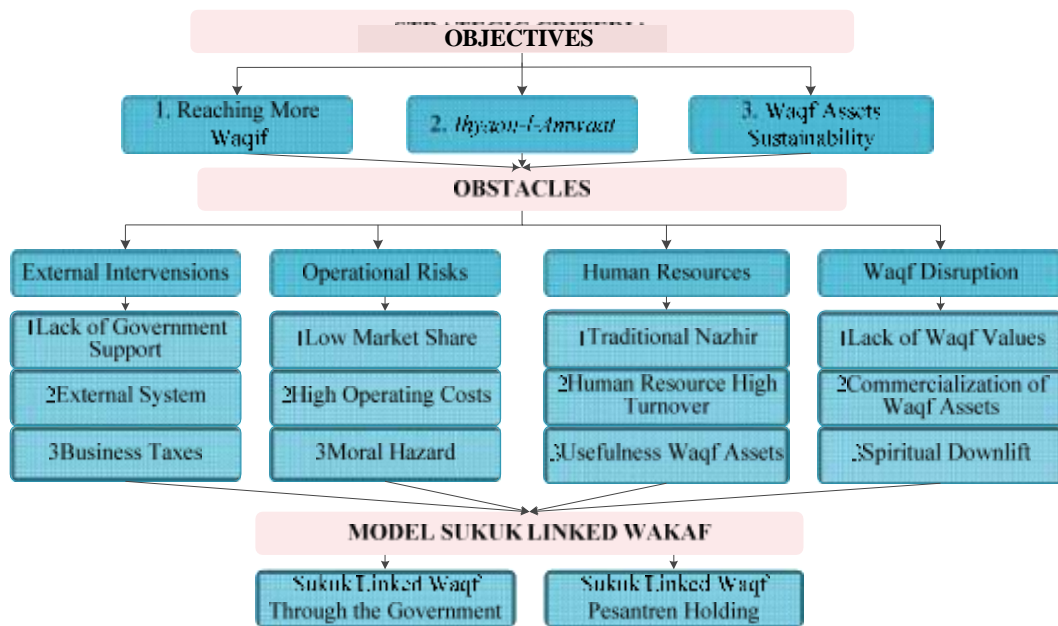 STRATEGIC CRITERIA
OBJECTIVES
1. Reaching More
Waqif
2. Ihyaou-l-Amwaat
3. Waqf Assets
Sustainability
OBSTACLES
External Intervensions
Operational Risks
Human Resources
Waqf Disruption
1Lack of Government
Support
1Low Market Share
1Traditional Nazhir
1Lack of Waqf Values
2External System
2High Operating Costs
2Human Resource High
Turnover
2Commercialization of
Waqf Assets
3Business Taxes
3Moral Hazard
3Usefulness Waqf Assets
3Spiritual Downlift
MODEL SUKUK LINKED WAKAF
Sukuk Linked Waqf
Through the Government
Sukuk Linked Waqf
Pesantren Holding